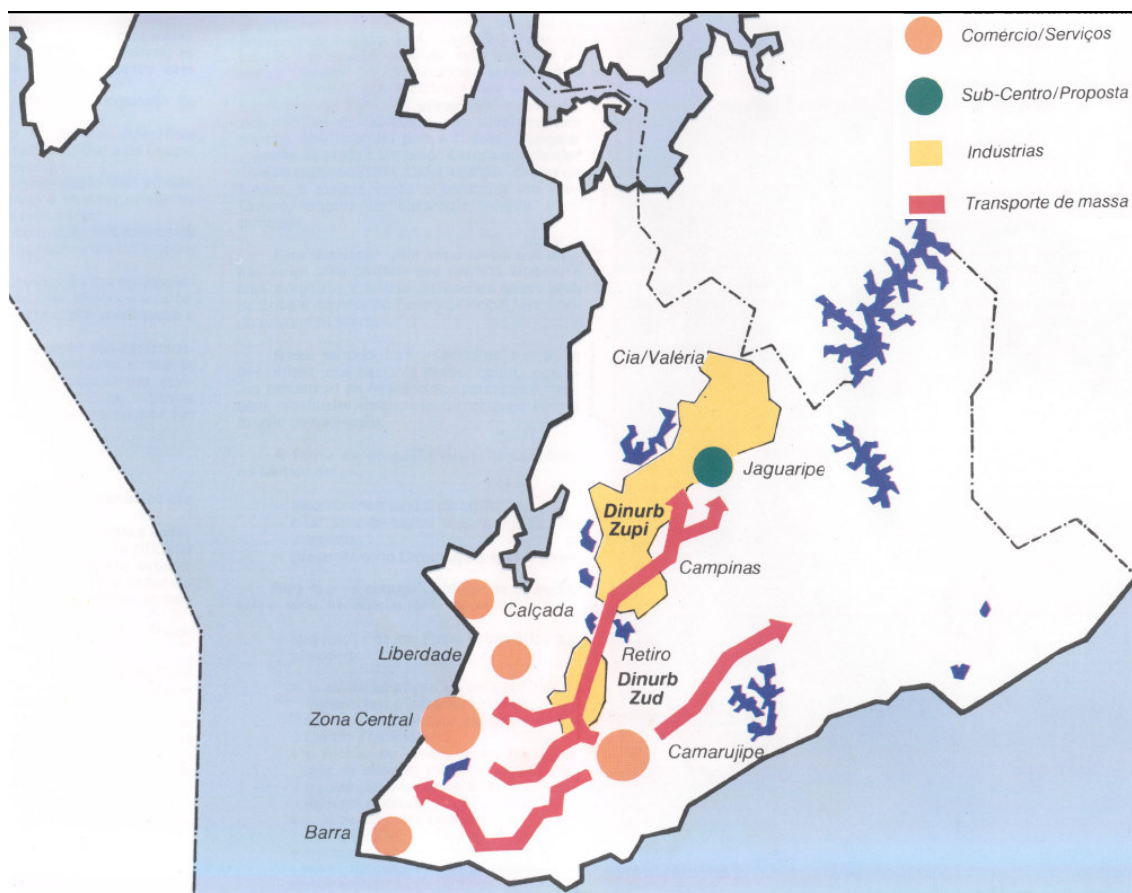 Comércio/Serviços
Sub-Centro/Proposta
Industrias
Transporte de massa
Cia/Valéria
Jaguaripe
Dinurb
Zupi
Campinas
Calçada
Liberdade
Retiro
Dinurb
Zud
Zona Central
Camarujipe
Barra